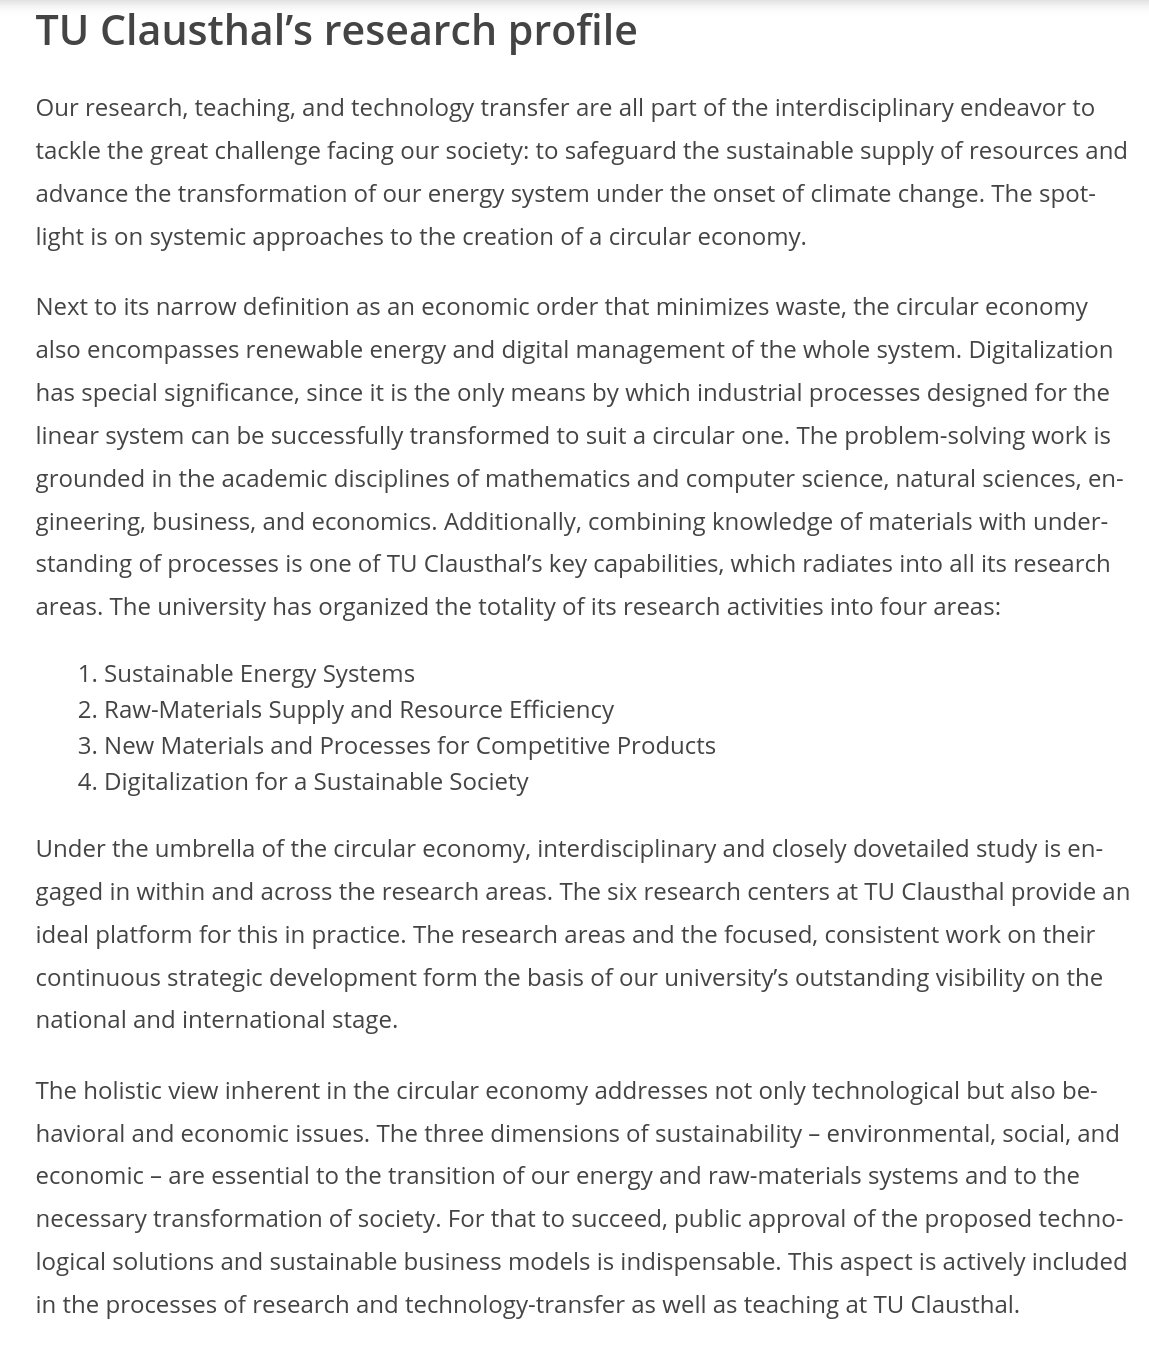 TU Clausthal’s research profile
Our research, teaching, and technology transfer are all part of the interdisciplinary endeavor to
tackle the great challenge facing our society: to safeguard the sustainable supply of resources and
advance the transformation of our energy system under the onset of climate change. The spot-
light is on systemic approaches to the creation of a circular economy.
Next to its narrow definition as an economic order that minimizes waste, the circular economy
also encompasses renewable energy and digital management of the whole system. Digitalization
has special significance, since it is the only means by which industrial processes designed for the
linear system can be successfully transformed to suit a circular one. The problem-solving work is
grounded in the academic disciplines of mathematics and computer science, natural sciences, en-
gineering, business, and economics. Additionally, combining knowledge of materials with under-
standing of processes is one of TU Clausthal’s key capabilities, which radiates into all its research
areas. The university has organized the totality of its research activities into four areas:
1. Sustainable Energy Systems
2. Raw-Materials Supply and Resource Efficiency
3. New Materials and Processes for Competitive Products
4. Digitalization for a Sustainable Society
Under the umbrella of the circular economy, interdisciplinary and closely dovetailed study is en-
gaged in within and across the research areas. The six research centers at TU Clausthal provide an
ideal platform for this in practice. The research areas and the focused, consistent work on their
continuous strategic development form the basis of our university’s outstanding visibility on the
national and international stage.
The holistic view inherent in the circular economy addresses not only technological but also be-
havioral and economic issues. The three dimensions of sustainability – environmental, social, and
economic – are essential to the transition of our energy and raw-materials systems and to the
necessary transformation of society. For that to succeed, public approval of the proposed techno-
logical solutions and sustainable business models is indispensable. This aspect is actively included
in the processes of research and technology-transfer as well as teaching at TU Clausthal.